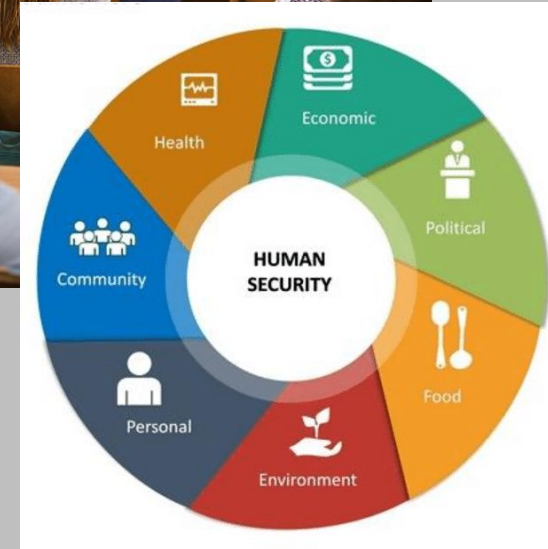 HUMAN
SECURITY
Economic
Political
Food
Environment
Personal
Community
Health
$